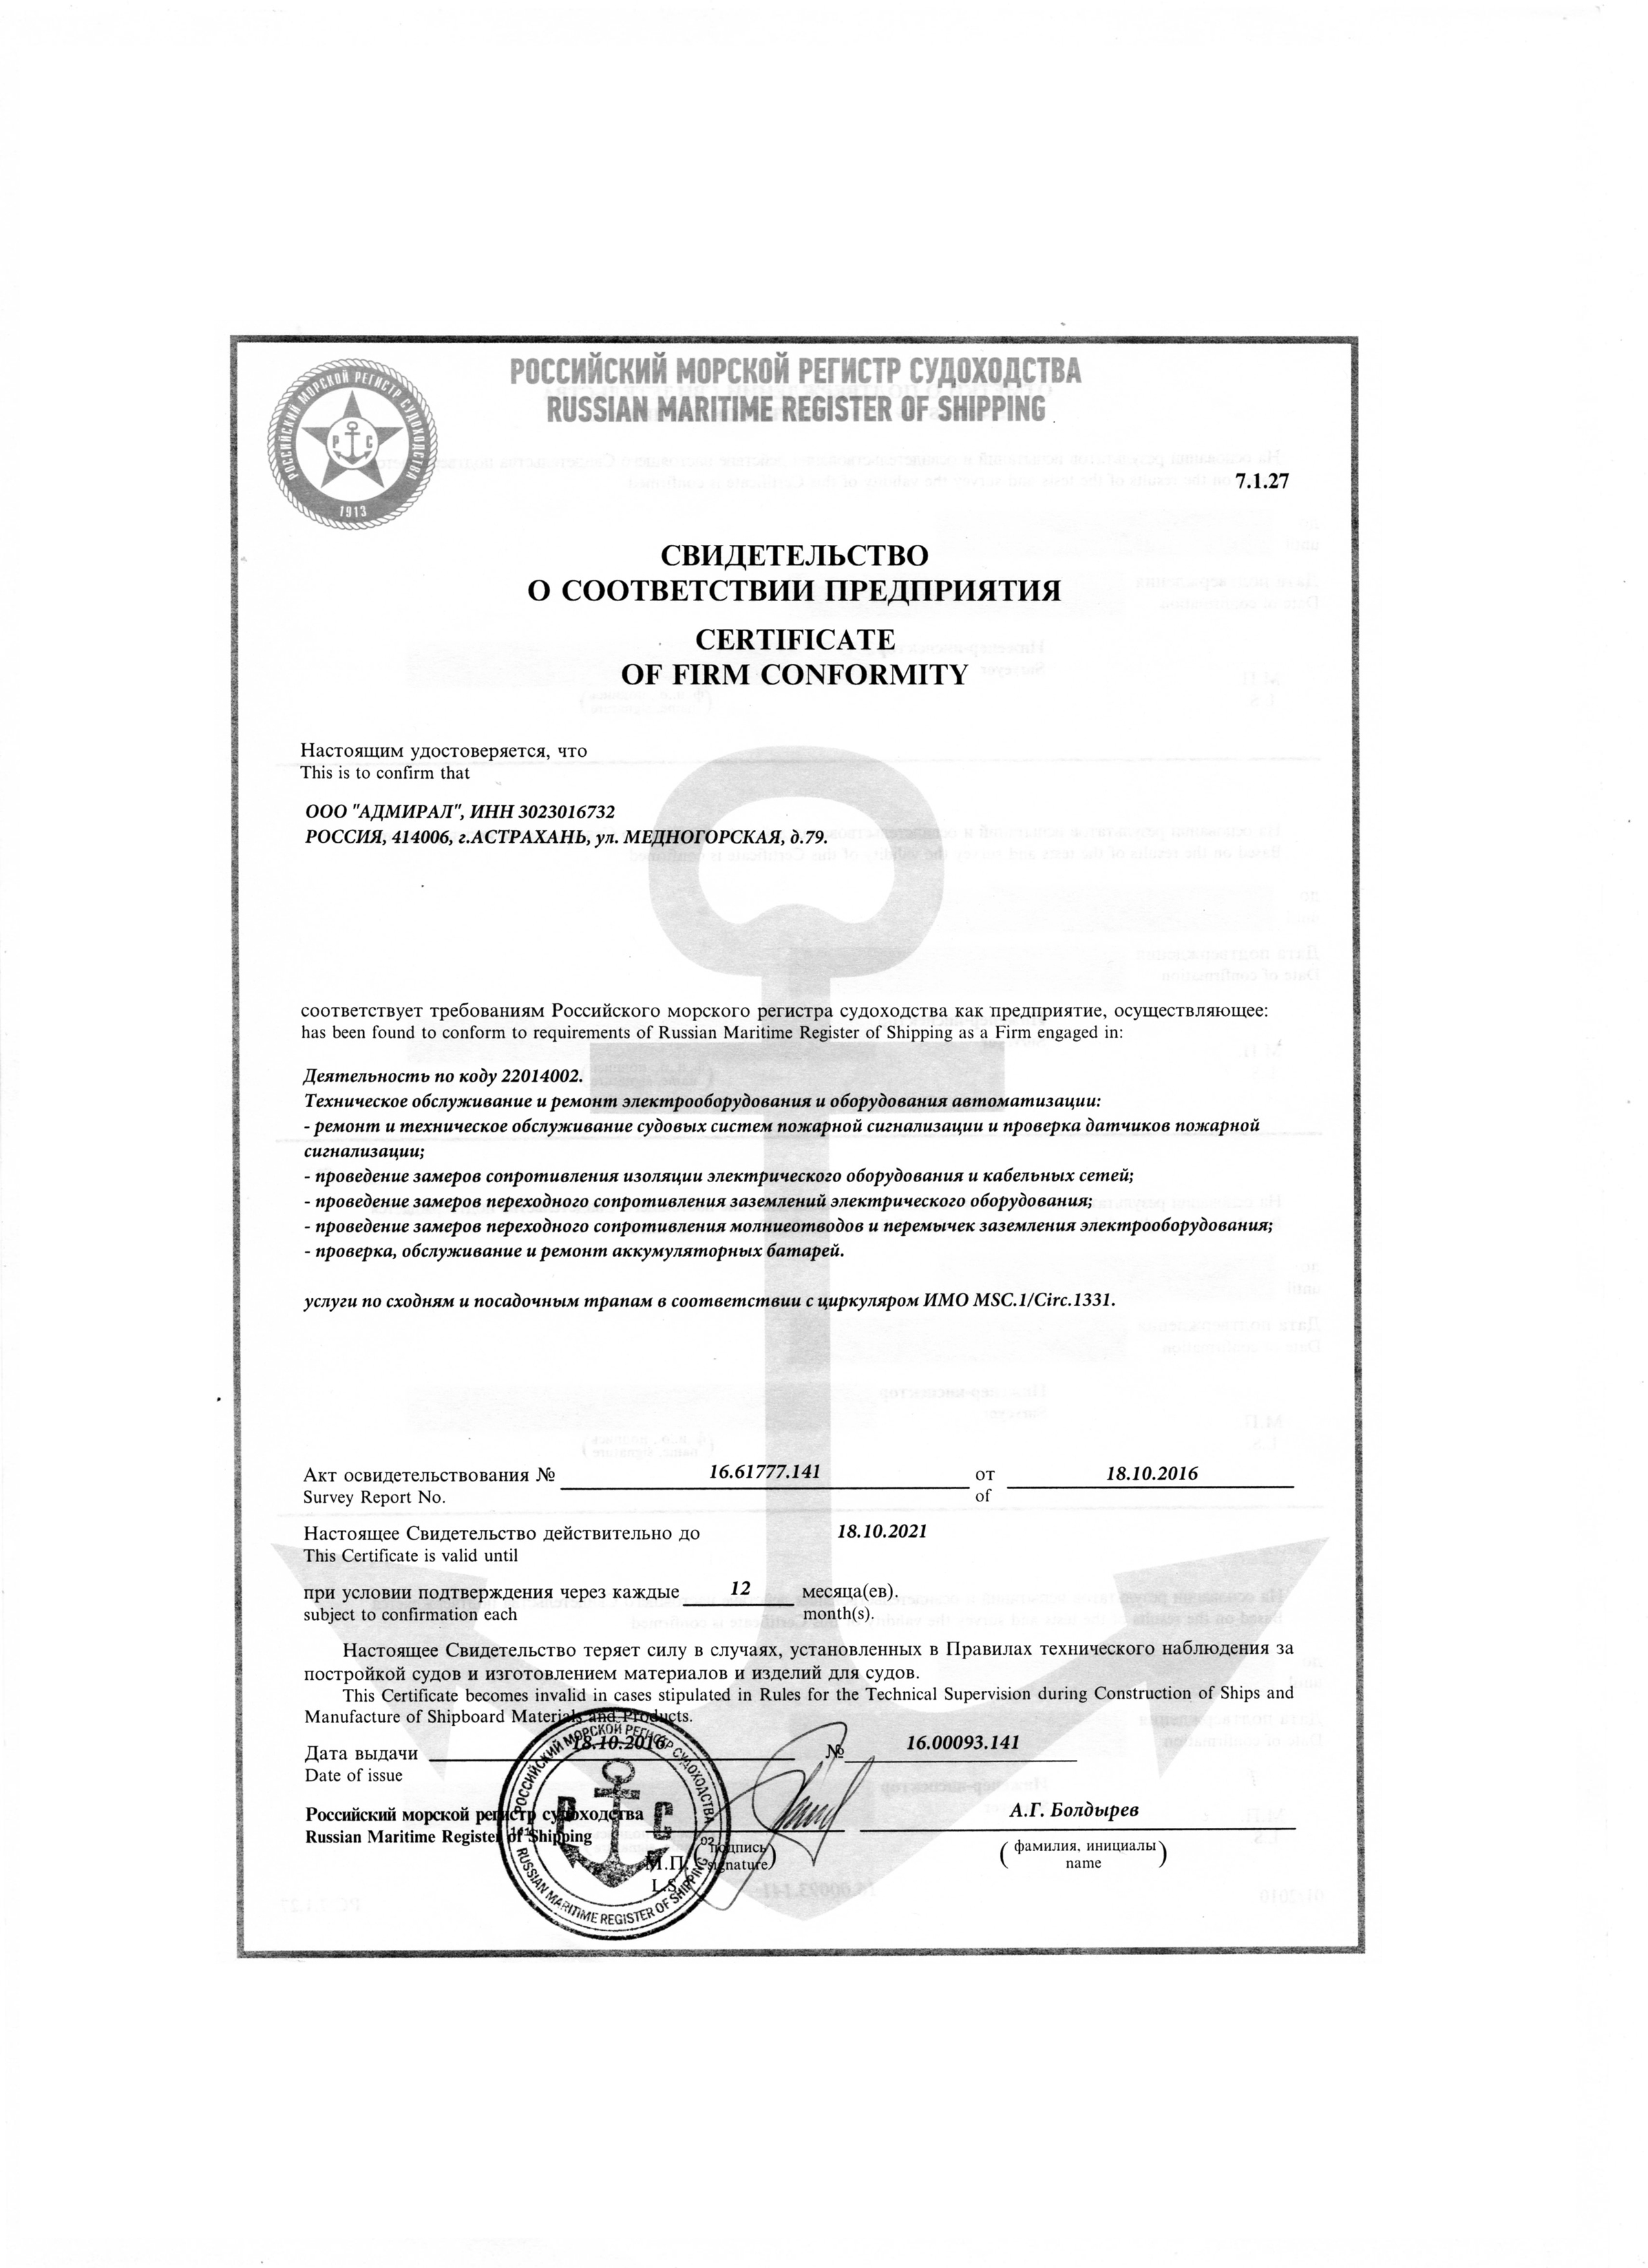 РОССИЙСКИЙ МОРСКОЙ РЕГИСТР СУДОХОДСТВА
RUSSIAN MARITIME REGISTER OF SHIPPING
РОССИЙСКИЙ МОРСКОЙ РЕГИСТР СУДОХОДСТВА
Р С
1913
7.1.27
СВИДЕТЕЛЬСТВО
О СООТВЕТСТВИИ ПРЕДПРИЯТИЯ
CERTIFICATE
OF FIRM CONFORMITY
Настоящим удостоверяется, что
This is to confirm that
ООО "АДМИРАЛ", ИНН 3023016732
РОССИЯ, 414006, г.АСТРАХАНЬ, ул. МЕДНОГОРСКАЯ, д.79.
соответствует требованиям Российского морского регистра судоходства как предприятие, осуществляющее:
has been found to conform to requirements of Russian Maritime Register of Shipping as a Firm engaged in:
Деятельность по коду 22014002.
Техническое обслуживание и ремонт электрооборудования и оборудования автоматизации:
- ремонт и техническое обслуживание судовых систем пожарной сигнализации и проверка датчиков пожарной
сигнализации;
- проведение замеров сопротивления изоляции электрического оборудования и кабельных сетей;
- проведение замеров переходного сопротивления заземлений электрического оборудования;
- проведение замеров переходного сопротивления молниеотводов и перемычек заземления электрооборудования;
- проверка, обслуживание и ремонт аккумуляторных батарей.
услуги по сходням и посадочным трапам в соответствии с циркуляром ИМО MSC.1/Circ.1331.
Акт освидетельствования № 16.61777.141 от 18.10.2016
Survey Report No. of
Настоящее Свидетельство действительно до 18.10.2021
This Certificate is valid until
при условии подтверждения через каждые 12 месяца(ев).
subject to confirmation each month(s).
Настоящее Свидетельство теряет силу в случаях, установленных в Правилах технического наблюдения за
постройкой судов и изготовлением материалов и изделий для судов.
This Certificate becomes invalid in cases stipulated in Rules for the Technical Supervision during Construction of Ships and
Manufacture of Shipboard Materials and Products.
Дата выдачи 18.10.2016 № 16.00093.141
Date of issue
Российский морской регистр судоходства А.Г. Болдырев
Russian Maritime Register of Shipping
(подпись) (фамилия, инициалы)
(signature) name
М.П.
L.S.
РОССИЙСКИЙ МОРСКОЙ РЕГИСТР СУДОХОДСТВА
Р С
RUSSIAN MARITIME REGISTER OF SHIPPING